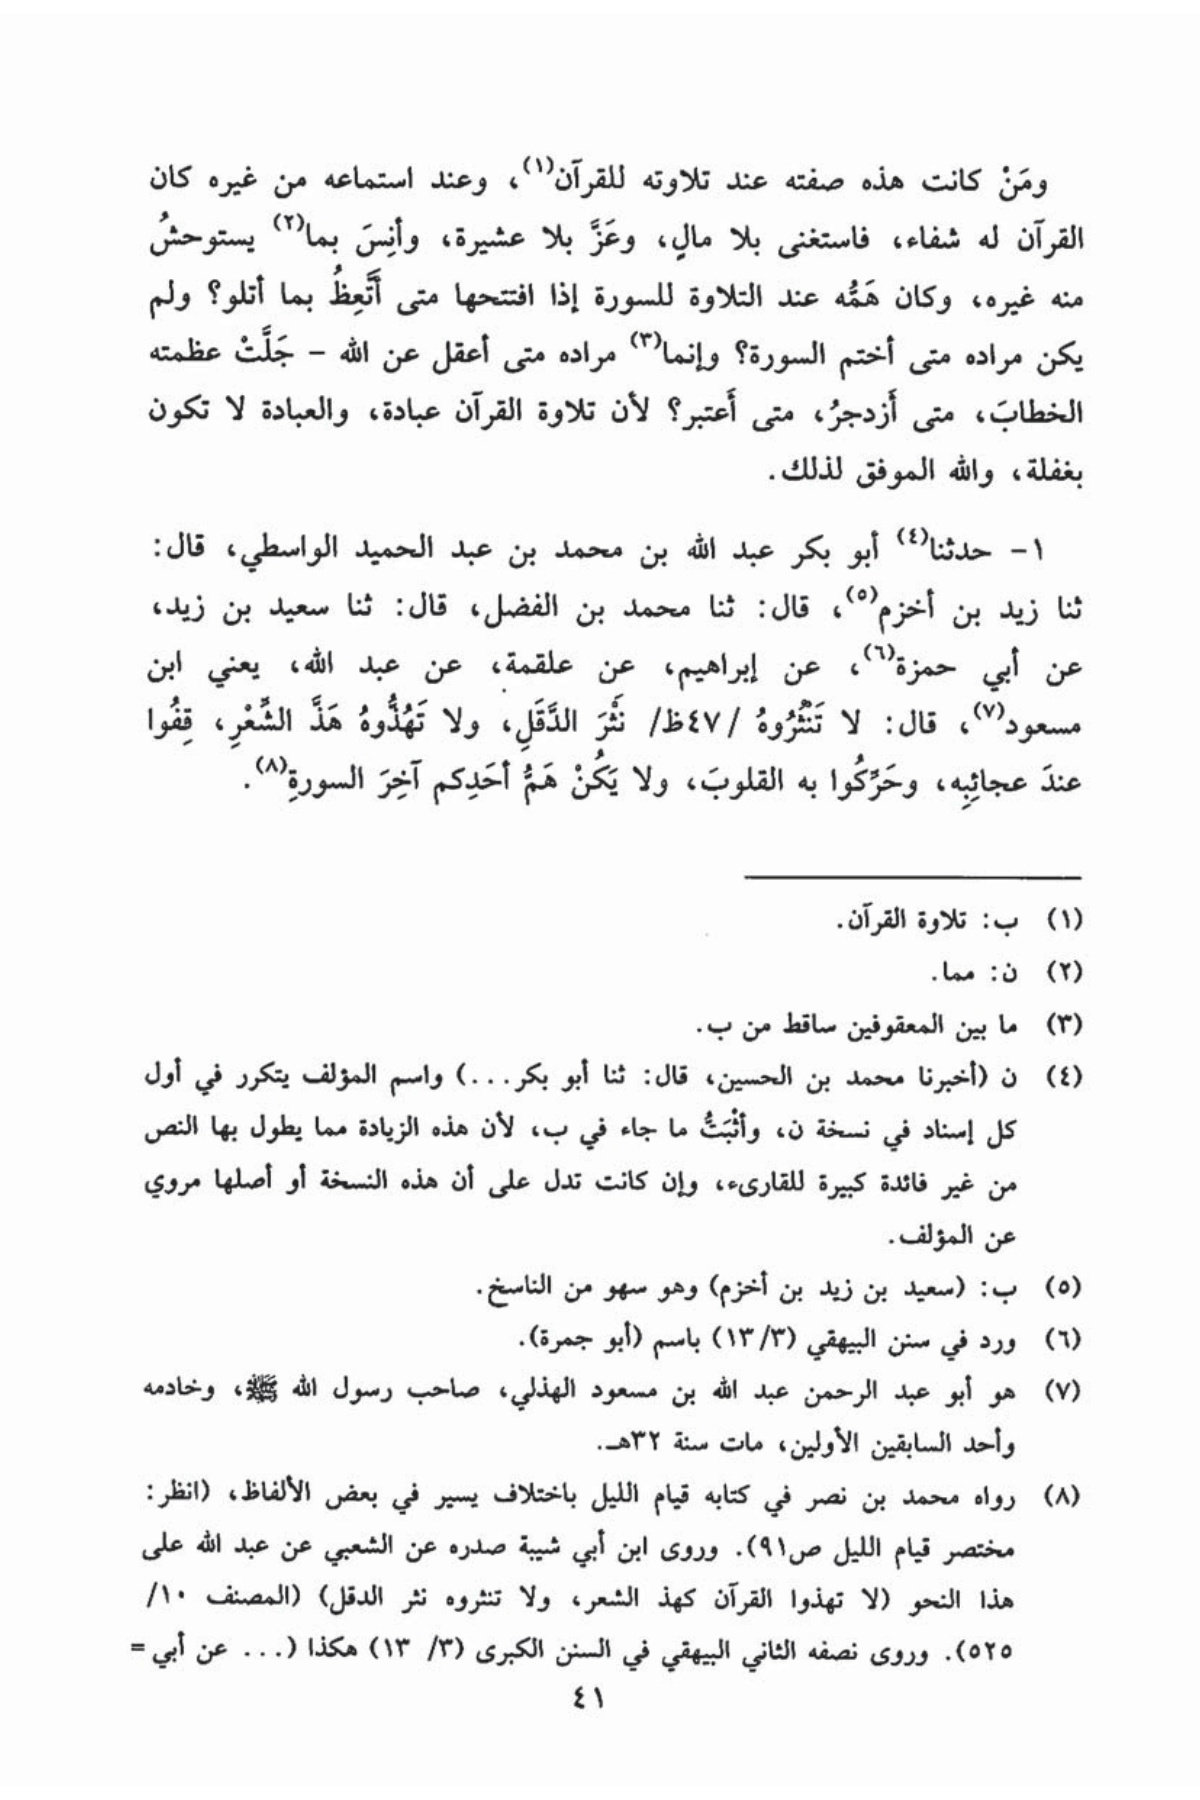 ومَنْ كانت هذه صفته عند تلاوته للقرآن(١)، وعند استماعه من غيره كان
القرآن له شفاء، فاستغنى بلا مالٍ، وعَزَّ بلا عشيرة، وأنِسَ بما(٢) يستوحشُ
منه غيره، وكان هَمُّه عند التلاوة للسورة إذا افتتحها متى أَتَّعِظُ بما أتلو؟ ولم
يكن مراده متى أختم السورة؟ وإنما(٣) مراده متى أعقل عن الله – جَلَّتْ عظمته
الخطابَ، متى أَزدجرُ، متى أَعتبر؟ لأن تلاوة القرآن عبادة، والعبادة لا تكون
بغفلة، والله الموفق لذلك.
١- حدثنا(٤) أبو بكر عبد الله بن محمد بن عبد الحميد الواسطي، قال:
ثنا زيد بن أخزم(٥)، قال: ثنا محمد بن الفضل، قال: ثنا سعيد بن زيد،
عن أبي حمزة(٦)، عن إبراهيم، عن علقمة، عن عبد الله، يعني ابن
مسعود(٧)، قال: لا تَنْثُرُوهُ /٤٧ظ/ نثْرَ الدَّقَلِ، ولا تَهُذُّوهُ هَذَّ الشِّعْرِ، قِفُوا
عندَ عجائِبِه، وحَرِّكُوا به القلوبَ، ولا يَكُنْ هَمُّ أحَدِكم آخِرَ السورةِ(٨).
(١) ب: تلاوة القرآن.
(٢) ن: مما.
(٣) ما بين المعقوفين ساقط من ب.
(٤) ن (أخبرنا محمد بن الحسين، قال: ثنا أبو بكر...) واسم المؤلف يتكرر في أول
كل إسناد في نسخة ن، وأثْبَتُّ ما جاء في ب، لأن هذه الزيادة مما يطول بها النص
من غير فائدة كبيرة للقارىء، وإن كانت تدل على أن هذه النسخة أو أصلها مروي
عن المؤلف.
(٥) ب: (سعيد بن زيد بن أخزم) وهو سهو من الناسخ.
(٦) ورد في سنن البيهقي (١٣/٣) باسم (أبو جمرة).
(٧) هو أبو عبد الرحمن عبد الله بن مسعود الهذلي، صاحب رسول الله ﷺ، وخادمه
وأحد السابقين الأولين، مات سنة ٣٢هـ.
(٨) رواه محمد بن نصر في كتابه قيام الليل باختلاف يسير في بعض الألفاظ، (انظر:
مختصر قيام الليل ص٩١). وروى ابن أبي شيبة صدره عن الشعبي عن عبد الله على
هذا النحو (لا تهذوا القرآن كهذ الشعر، ولا تنثروه نثر الدقل) (المصنف ١٠/
٥٢٥). وروى نصفه الثاني البيهقي في السنن الكبرى (٣/ ١٣) هكذا (... عن أبي =
٤١